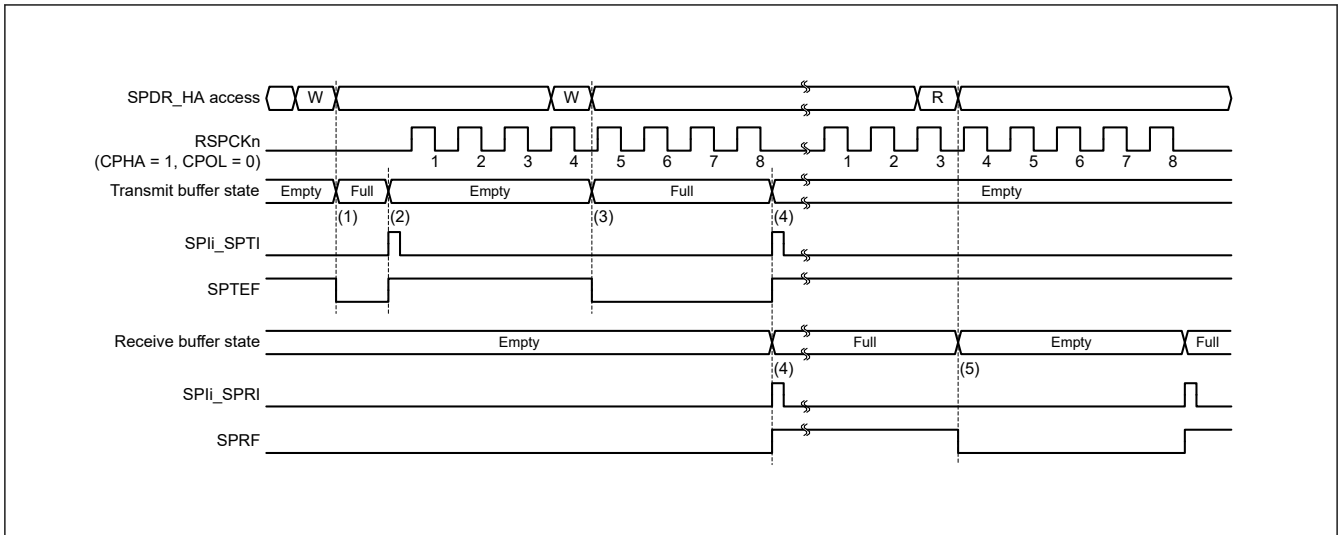 SPDR_HA access W W R
RSPCKn
(CPHA = 1, CPOL = 0)
1 2 3 4 5 6 7 8 1 2 3 4 5 6 7 8
Transmit buffer state Empty Full Empty Full Empty
(1) (2) (3) (4)
SPIi_SPTI
SPTEF
Receive buffer state Empty Full Empty Full
(4) (5)
SPIi_SPRI
SPRF